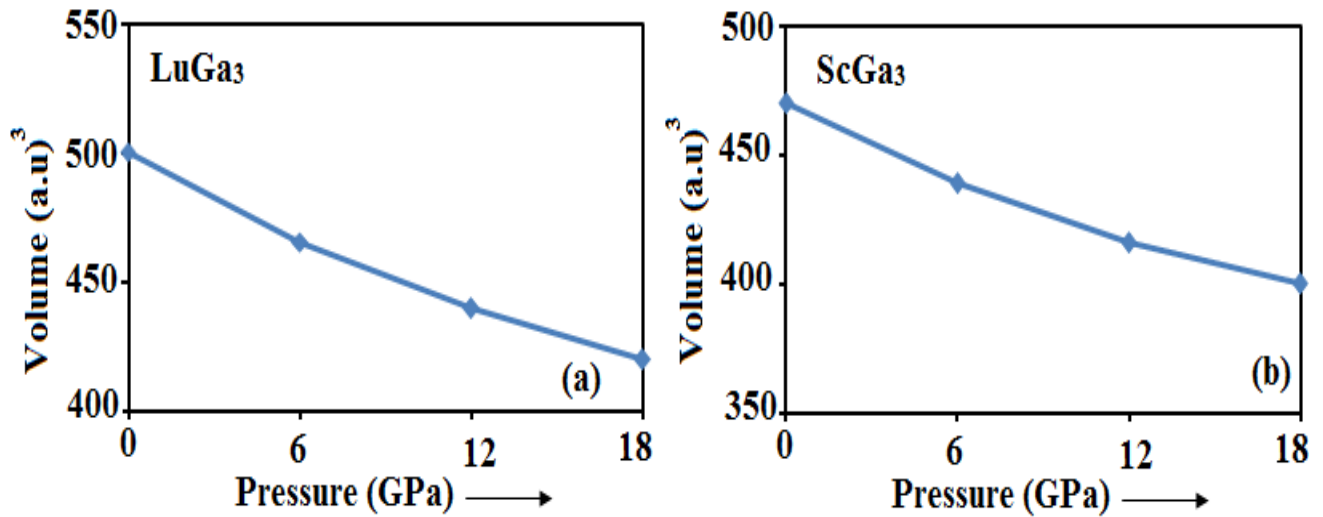 550
LuGa₃
500
450
400
Volume (a.u)³
(a)
0 6 12 18
Pressure (GPa) ⟶
500
ScGa₃
450
400
350
Volume (a.u)³
(b)
0 6 12 18
Pressure (GPa) ⟶